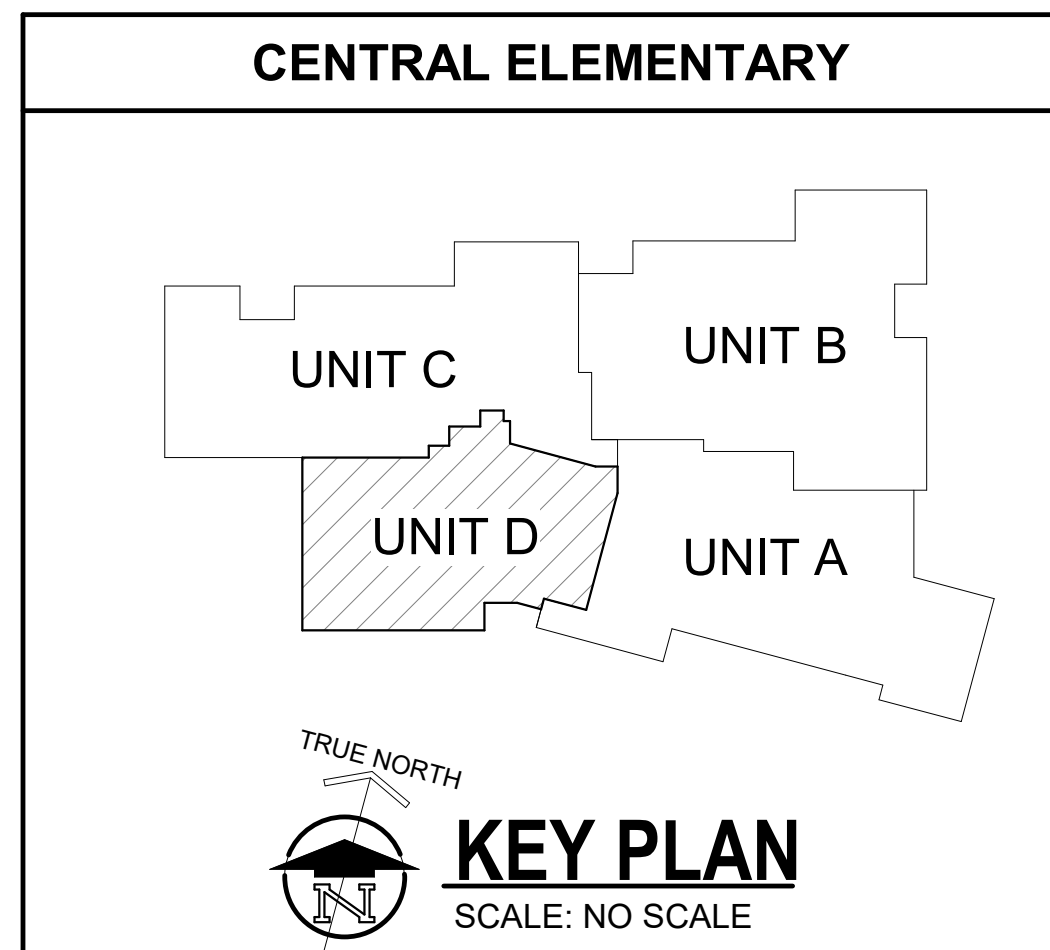 CENTRAL ELEMENTARY
UNIT B
UNIT C
UNIT D
UNIT A
TRUE NORTH
N
KEY PLAN
SCALE: NO SCALE